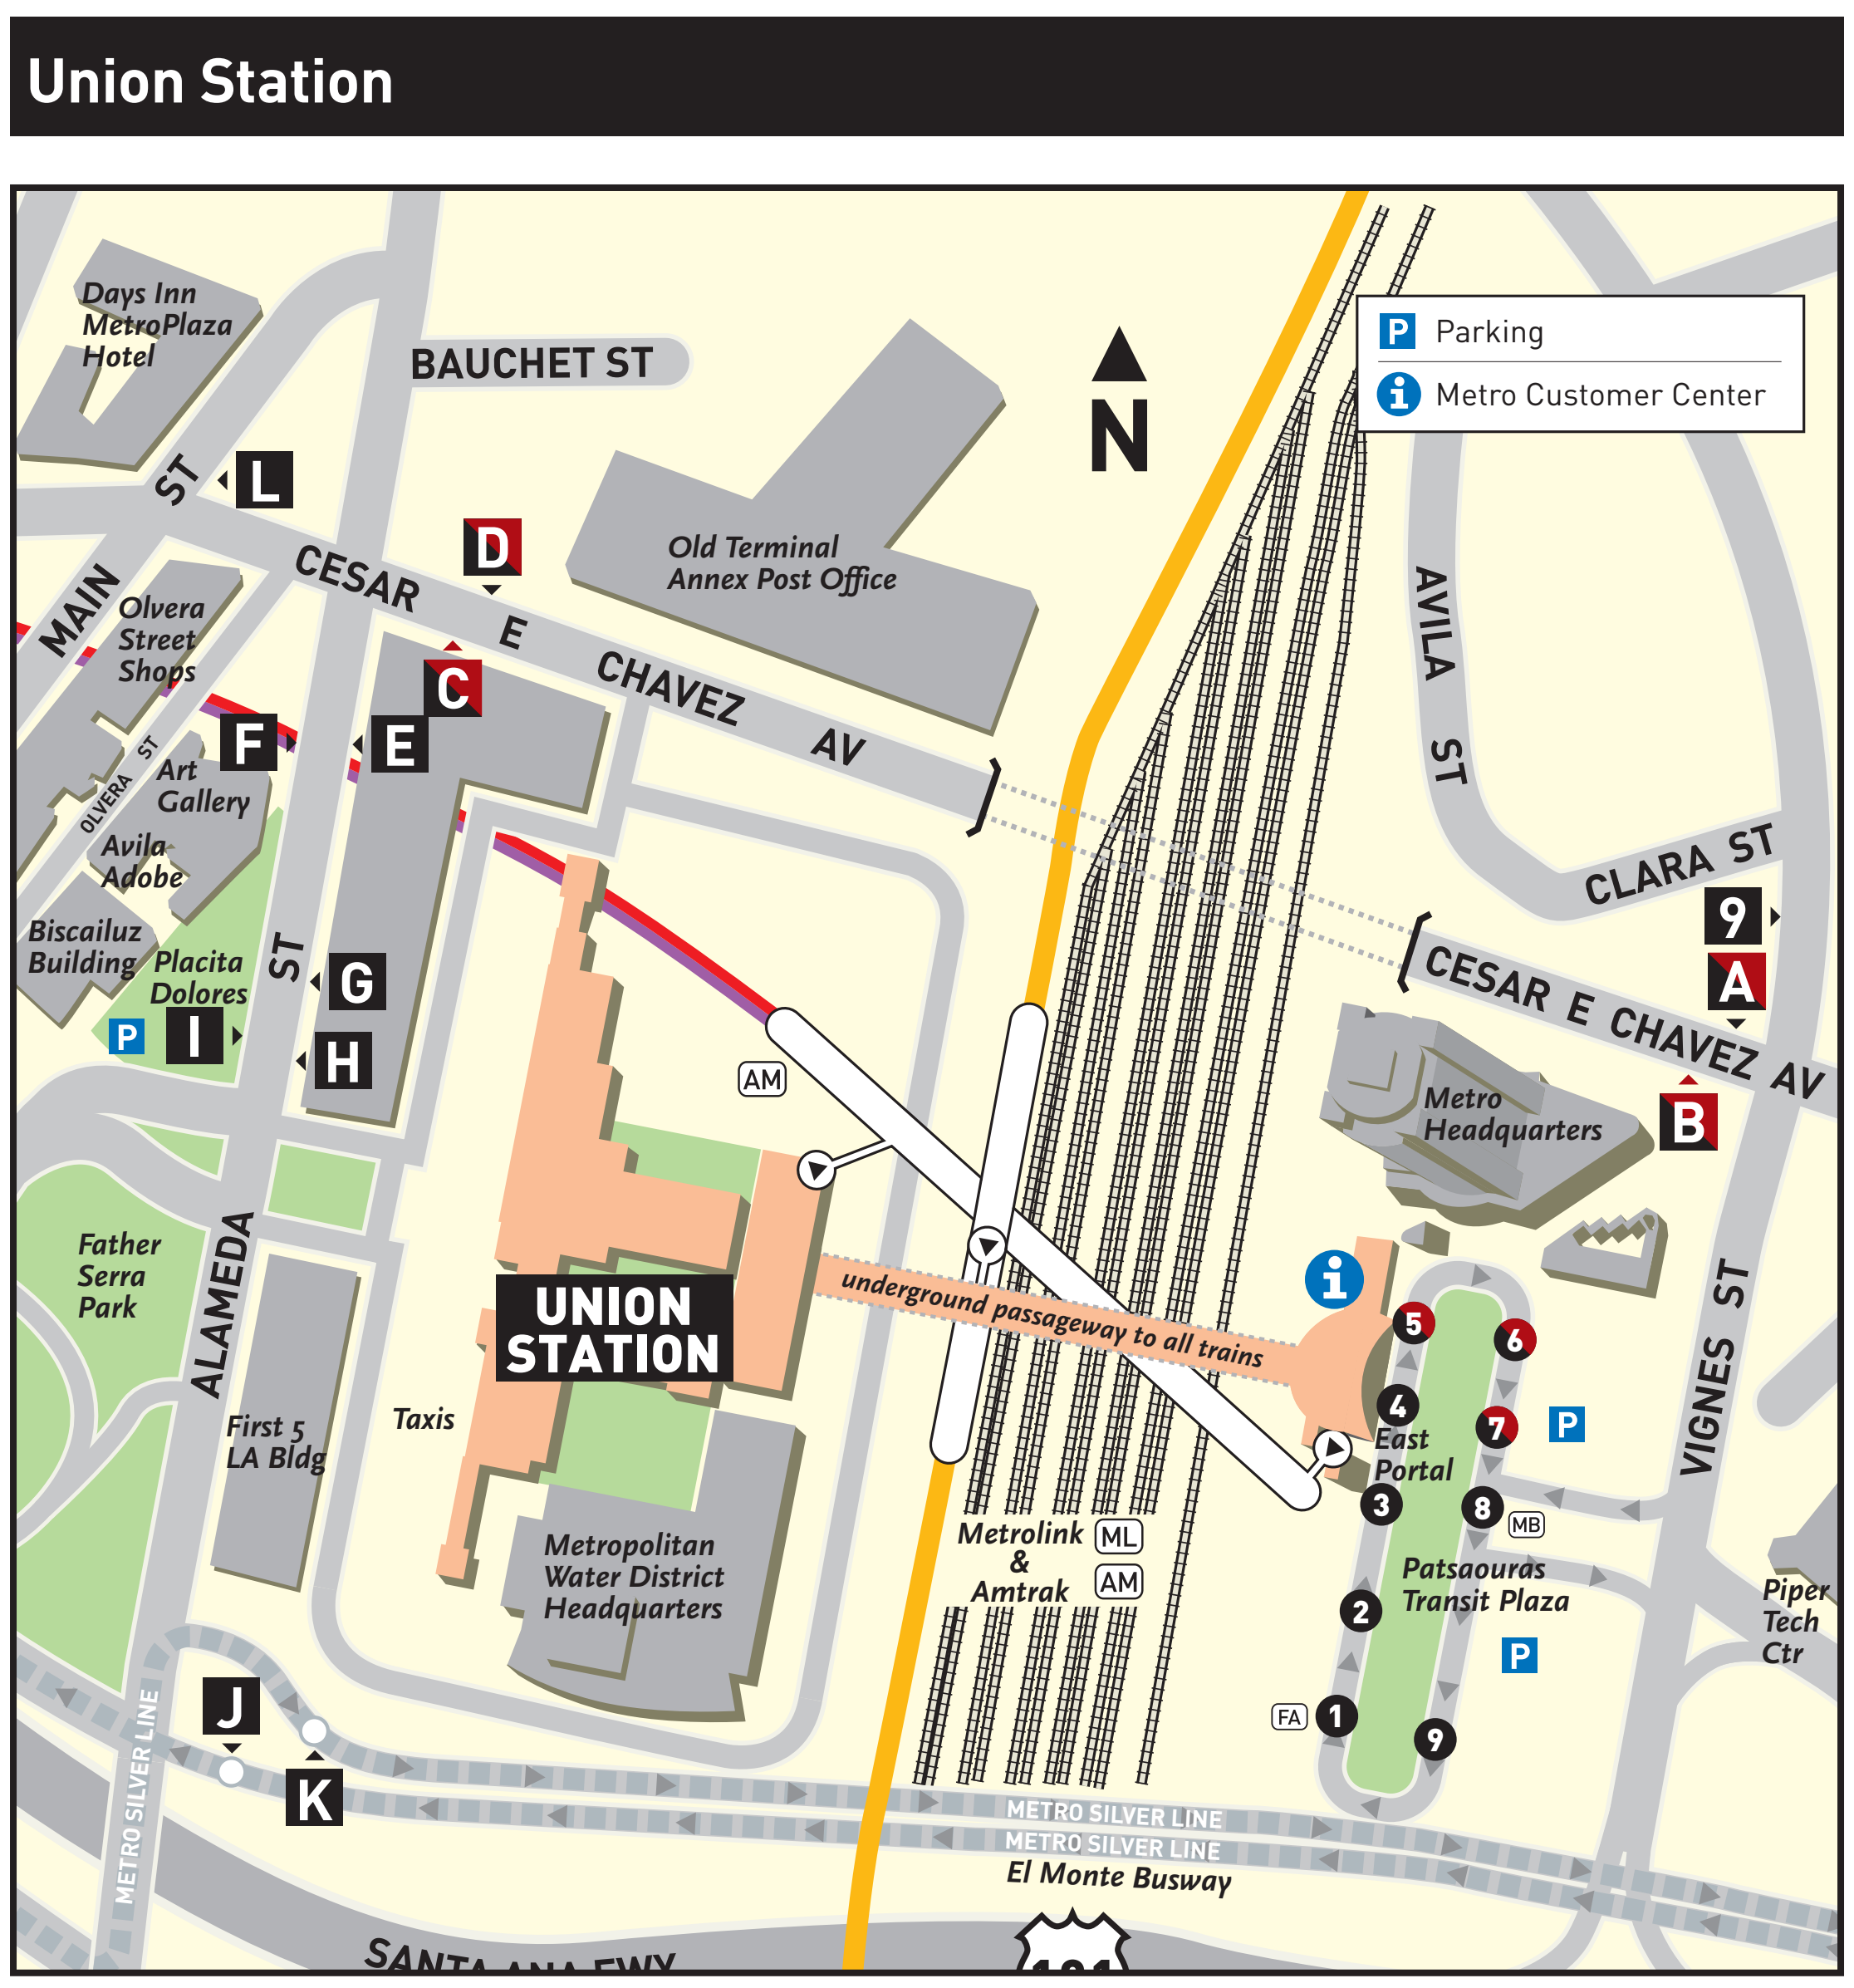 Union Station
P Parking
i Metro Customer Center
Days Inn
MetroPlaza
Hotel
BAUCHET ST
N
L
MAIN ST
D
CESAR E CHAVEZ AV
Old Terminal
Annex Post Office
AVILA ST
Olvera
Street
Shops
C
F
E
OLVERA ST
Art
Gallery
Avila
Adobe
CLARA ST
9
A
CESAR E CHAVEZ AV
Biscailuz
Building
Placita
Dolores
G
P
I
H
AM
Metro
Headquarters
B
ALAMEDA ST
Father
Serra
Park
UNION
STATION
underground passageway to all trains
i
5
6
4
7
P
East
Portal
VIGNES ST
First 5
LA Bldg
Taxis
3
8
MB
Metrolink ML
&
Amtrak AM
Metropolitan
Water District
Headquarters
Patsaouras
Transit Plaza
2
P
Piper
Tech
Ctr
FA
1
9
J
K
METRO SILVER LINE
METRO SILVER LINE
METRO SILVER LINE
El Monte Busway
SANTA ANA FWY
101